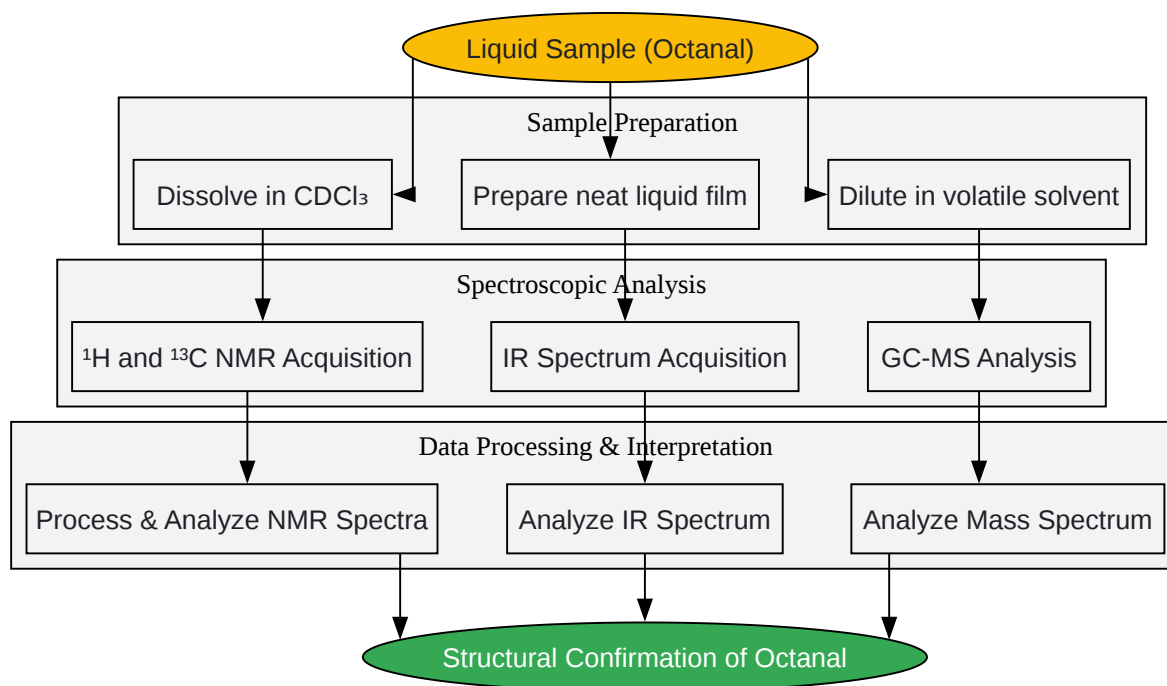 Liquid Sample (Octanal)
Sample Preparation
Dissolve in CDCl₃
Prepare neat liquid film
Dilute in volatile solvent
Spectroscopic Analysis
¹H and ¹³C NMR Acquisition
IR Spectrum Acquisition
GC-MS Analysis
Data Processing & Interpretation
Process & Analyze NMR Spectra
Analyze IR Spectrum
Analyze Mass Spectrum
Structural Confirmation of Octanal